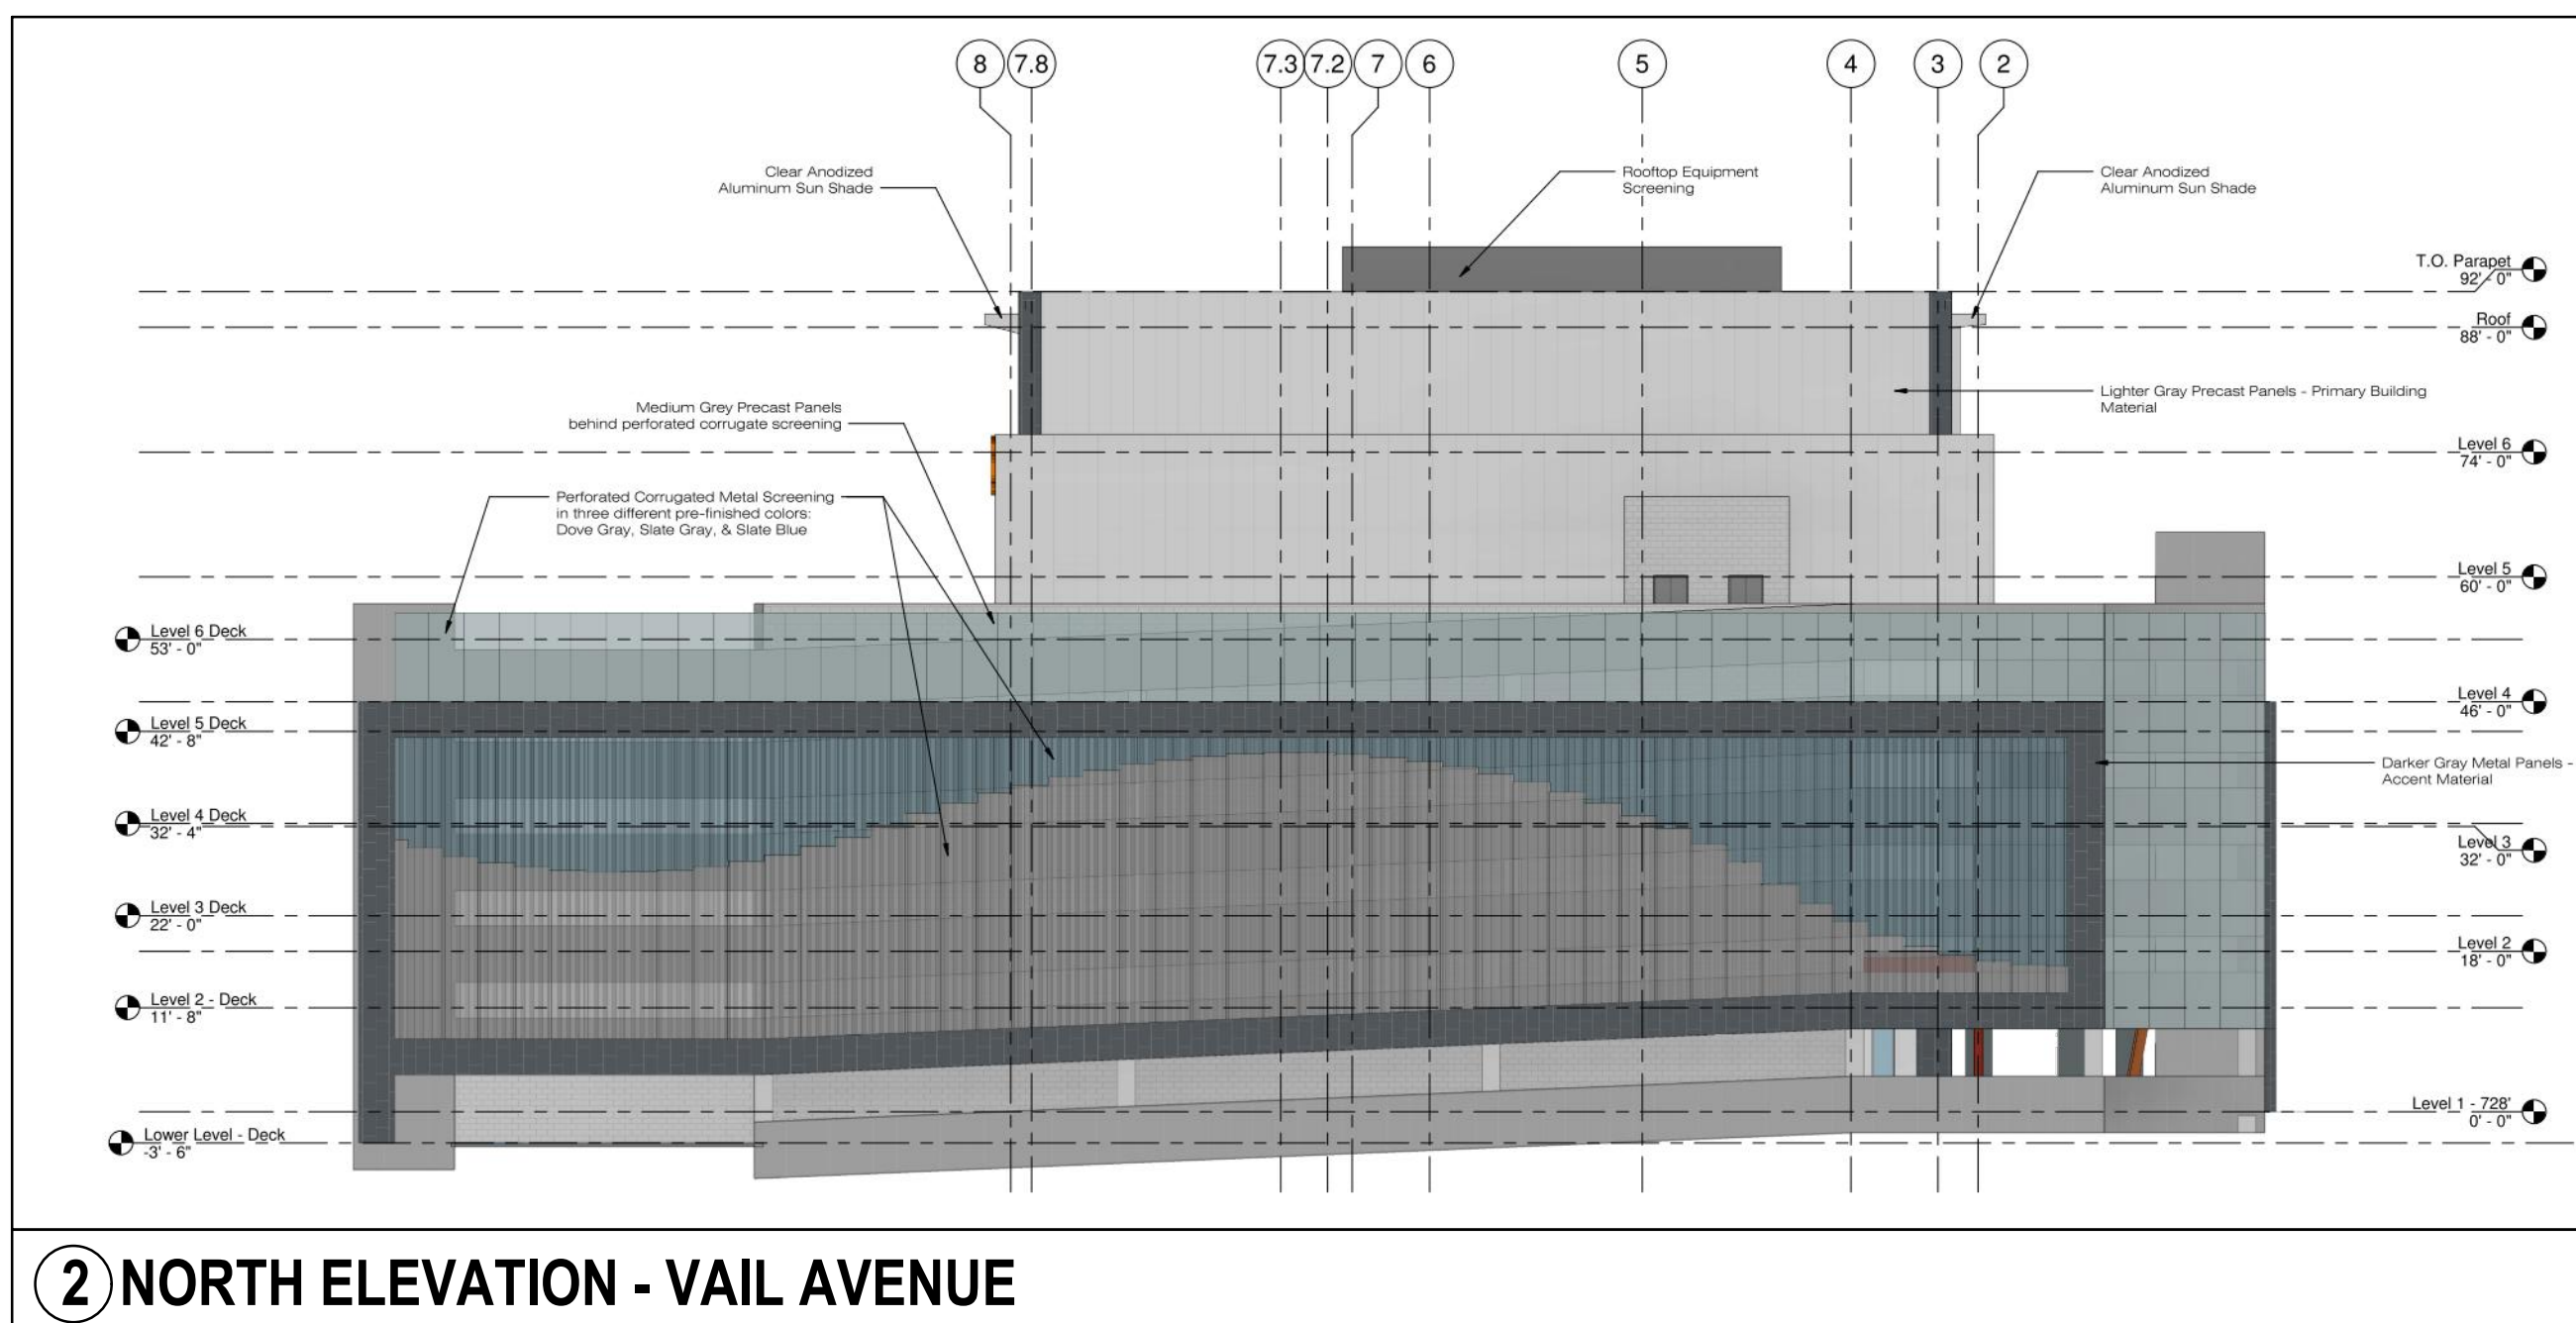 8 7.8 7.3 7.2 7 6 5 4 3 2
Clear Anodized
Aluminum Sun Shade
Rooftop Equipment
Screening
Clear Anodized
Aluminum Sun Shade
T.O. Parapet
92' - 0"
Roof
88' - 0"
Lighter Gray Precast Panels - Primary Building
Material
Medium Grey Precast Panels
behind perforated corrugate screening
Level 6
74' - 0"
Perforated Corrugated Metal Screening
in three different pre-finished colors:
Dove Gray, Slate Gray, & Slate Blue
Level 5
60' - 0"
Level 6 Deck
53' - 0"
Level 4
46' - 0"
Level 5 Deck
42' - 8"
Darker Gray Metal Panels -
Accent Material
Level 4 Deck
32' - 4"
Level 3
32' - 0"
Level 3 Deck
22' - 0"
Level 2
18' - 0"
Level 2 - Deck
11' - 8"
Level 1 - 728'
0' - 0"
Lower Level - Deck
-3' - 6"
2 NORTH ELEVATION - VAIL AVENUE